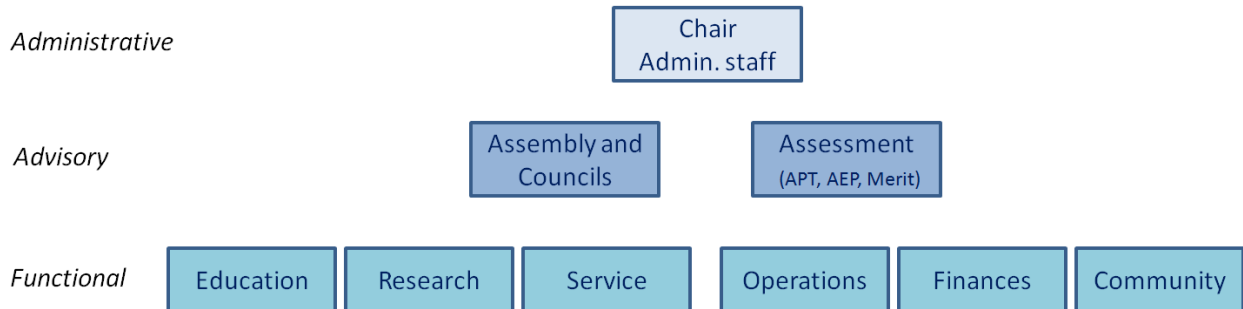 Administrative
Chair
Admin. staff
Advisory
Assembly and
Councils
Assessment
(APT, AEP, Merit)
Functional
Education
Research
Service
Operations
Finances
Community